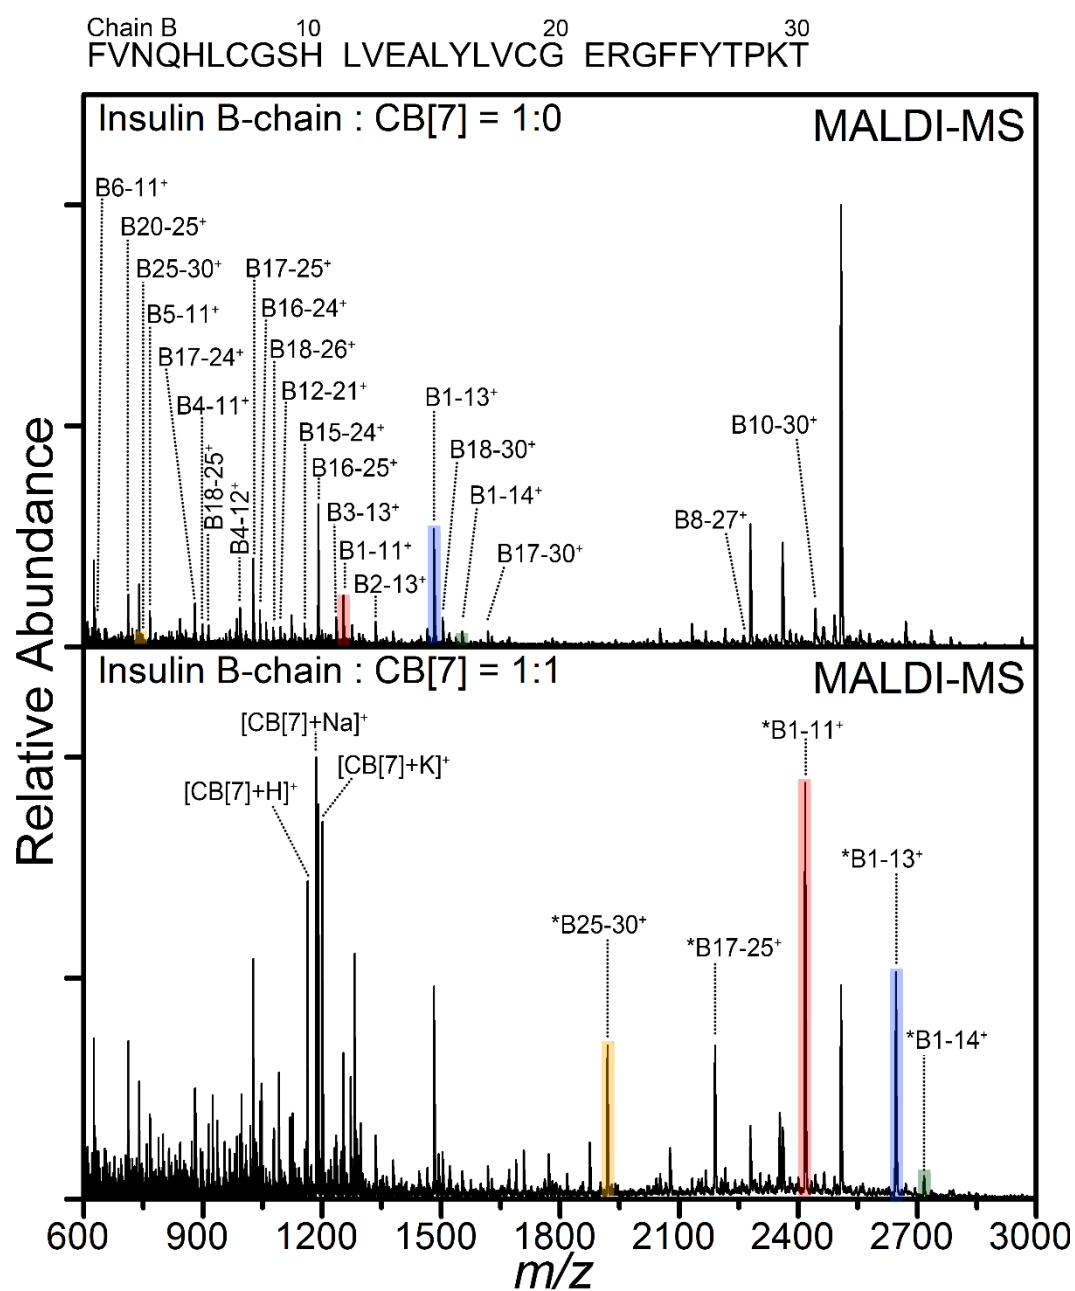 Chain B 10 20 30
FVNQHLCGSH LVEALYLVCG ERGFFYTPKT
Insulin B-chain : CB[7] = 1:0
MALDI-MS
B6-11⁺
B20-25⁺
B25-30⁺
B17-25⁺
B5-11⁺
B16-24⁺
B17-24⁺
B18-26⁺
B4-11⁺
B12-21⁺
B18-25⁺
B4-12⁺
B15-24⁺
B16-25⁺
B3-13⁺
B1-11⁺
B2-13⁺
B1-13⁺
B18-30⁺
B1-14⁺
B17-30⁺
B10-30⁺
B8-27⁺
Insulin B-chain : CB[7] = 1:1
MALDI-MS
[CB[7]+Na]⁺
[CB[7]+K]⁺
[CB[7]+H]⁺
*B25-30⁺
*B17-25⁺
*B1-11⁺
*B1-13⁺
*B1-14⁺
Relative Abundance
600 900 1200 1500 1800 2100 2400 2700 3000
m/z